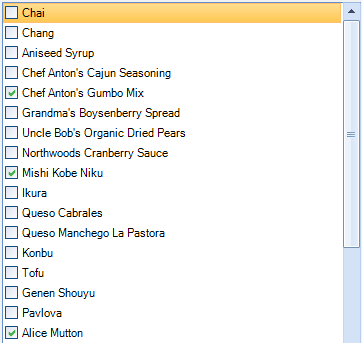 Chai
Chang
Aniseed Syrup
Chef Anton's Cajun Seasoning
Chef Anton's Gumbo Mix
Grandma's Boysenberry Spread
Uncle Bob's Organic Dried Pears
Northwoods Cranberry Sauce
Mishi Kobe Niku
Ikura
Queso Cabrales
Queso Manchego La Pastora
Konbu
Tofu
Genen Shouyu
Pavlova
Alice Mutton